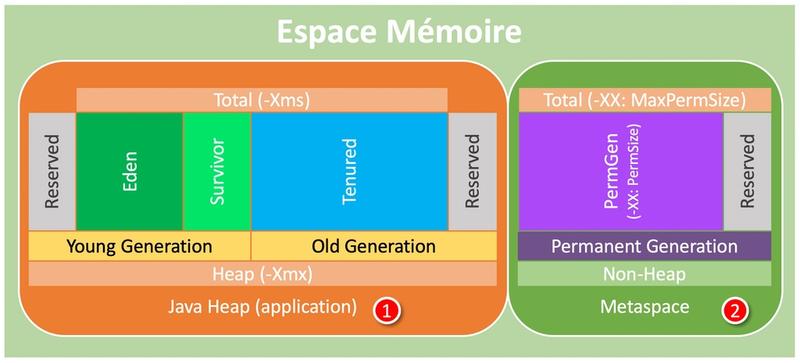 Espace Mémoire
Total (-Xms)
Total (-XX: MaxPermSize)
Reserved
Eden
Survivor
Tenured
Reserved
PermGen
(-XX: PermSize)
Reserved
Young Generation
Old Generation
Permanent Generation
Heap (-Xmx)
Non-Heap
Java Heap (application) 1
Metaspace 2